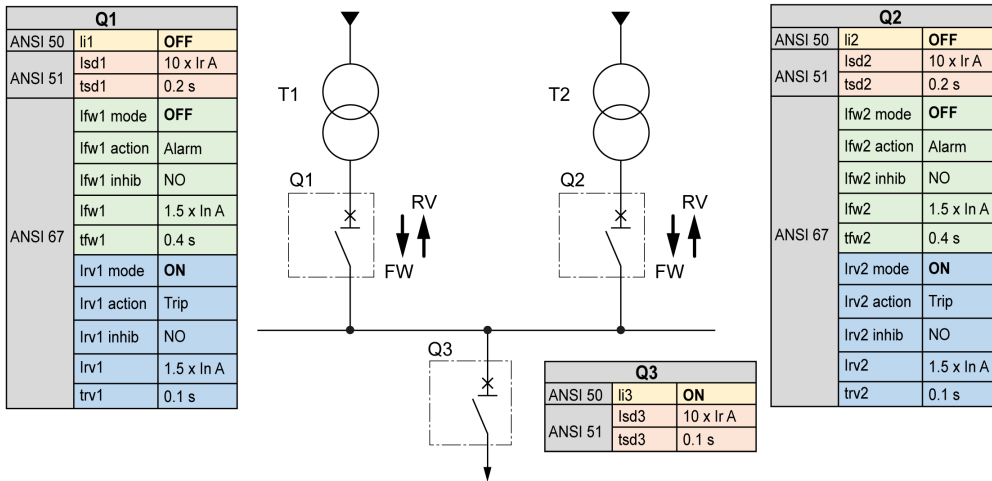 Q1
ANSI 50 Ii1 OFF
ANSI 51 Isd1 10 x Ir A
tsd1 0.2 s
ANSI 67 Ifw1 mode OFF
Ifw1 action Alarm
Ifw1 inhib NO
Ifw1 1.5 x In A
tfw1 0.4 s
Irv1 mode ON
Irv1 action Trip
Irv1 inhib NO
Irv1 1.5 x In A
trv1 0.1 s
T1
Q1
RV
FW
T2
Q2
RV
FW
Q3
Q3
ANSI 50 Ii3 ON
ANSI 51 Isd3 10 x Ir A
tsd3 0.1 s
Q2
ANSI 50 Ii2 OFF
ANSI 51 Isd2 10 x Ir A
tsd2 0.2 s
ANSI 67 Ifw2 mode OFF
Ifw2 action Alarm
Ifw2 inhib NO
Ifw2 1.5 x In A
tfw2 0.4 s
Irv2 mode ON
Irv2 action Trip
Irv2 inhib NO
Irv2 1.5 x In A
trv2 0.1 s